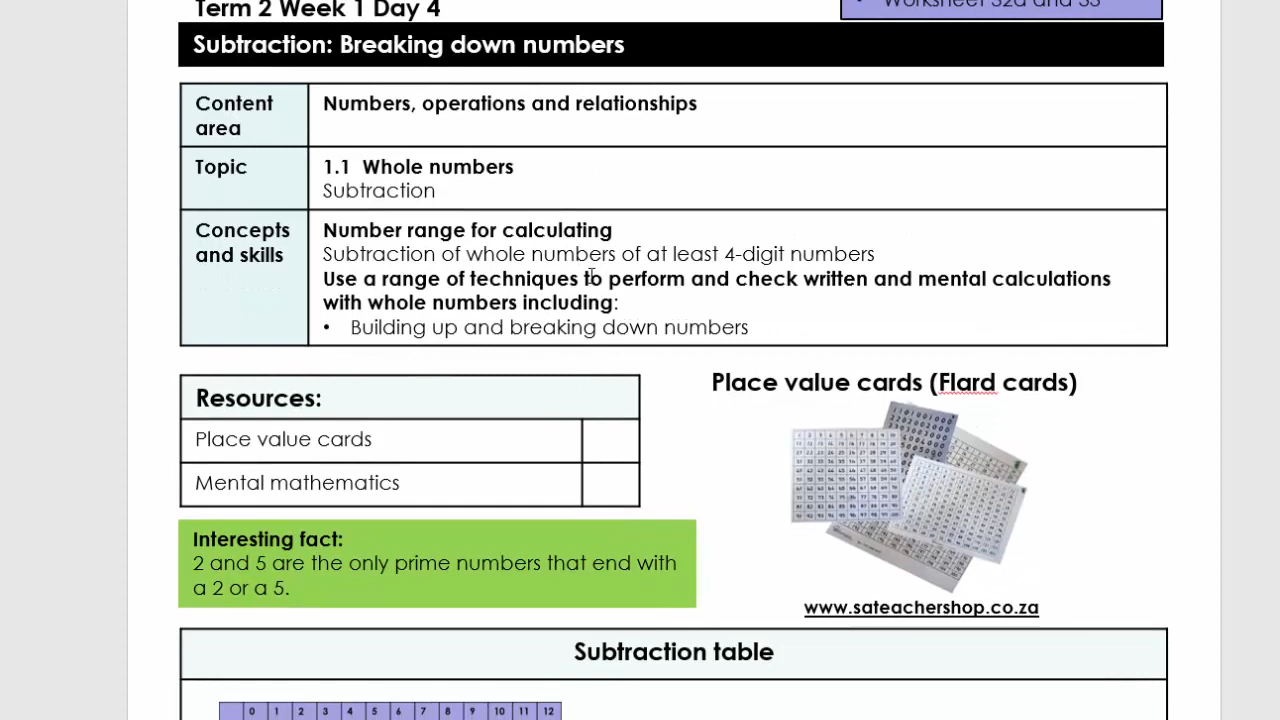 Term 2 Week 1 Day 4
Worksheet 32a and 33
Subtraction: Breaking down numbers
Content area
Numbers, operations and relationships
Topic
1.1 Whole numbers
Subtraction
Concepts and skills
Number range for calculating
Subtraction of whole numbers of at least 4-digit numbers
Use a range of techniques to perform and check written and mental calculations
with whole numbers including:
• Building up and breaking down numbers
Resources:
Place value cards
Mental mathematics
Place value cards (Flard cards)
Interesting fact:
2 and 5 are the only prime numbers that end with
a 2 or a 5.
www.sateachershop.co.za
Subtraction table
0 1 2 3 4 5 6 7 8 9 10 11 12